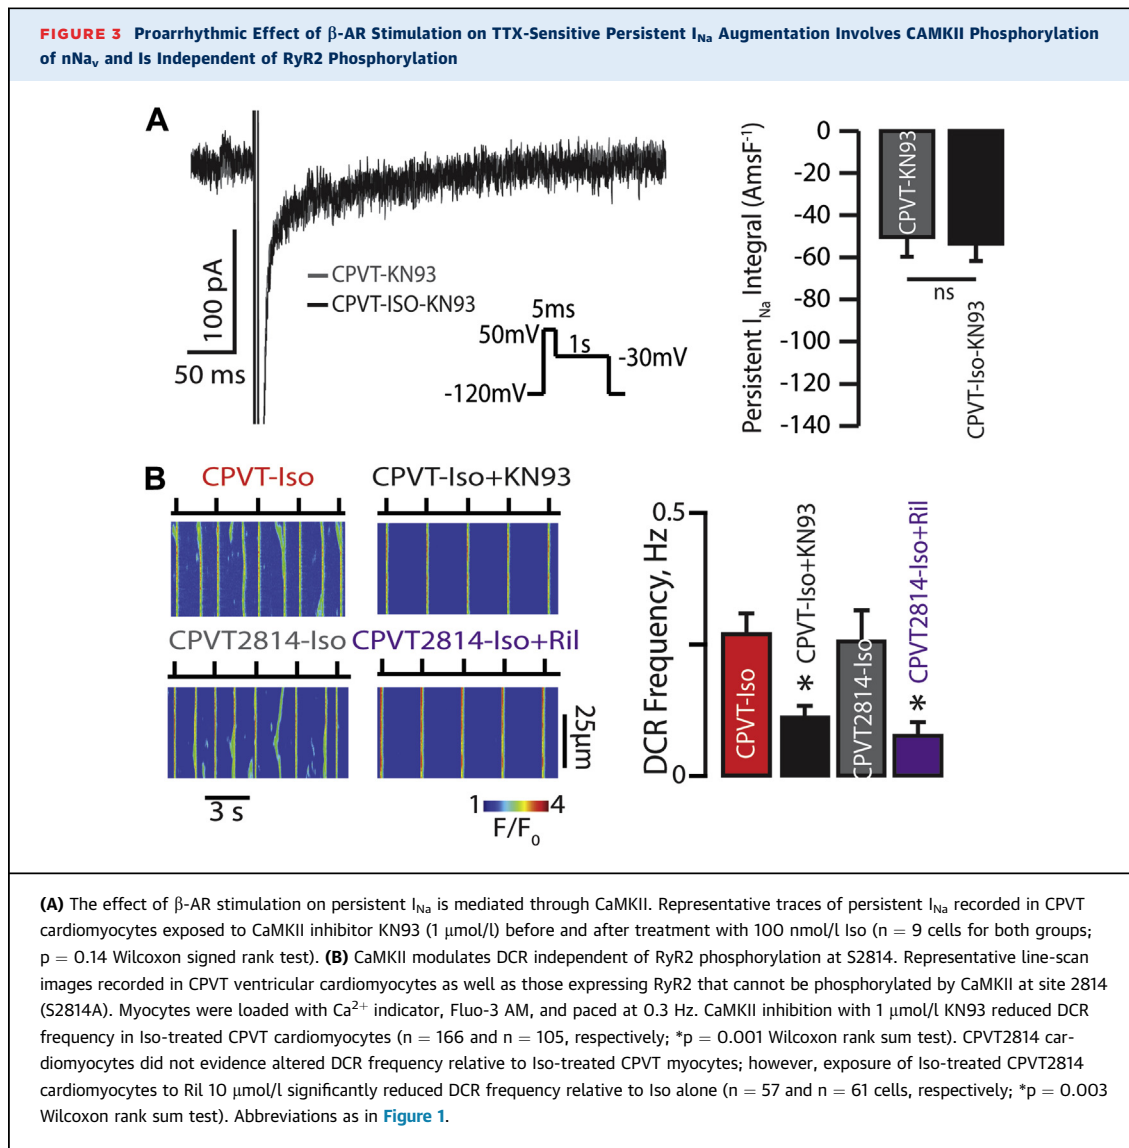 FIGURE 3 Proarrhythmic Effect of β-AR Stimulation on TTX-Sensitive Persistent INa Augmentation Involves CAMKII Phosphorylation
of nNav and Is Independent of RyR2 Phosphorylation
A
100 pA
50 ms
CPVT-KN93
CPVT-ISO-KN93
5ms
50mV
1s
-30mV
-120mV
Persistent INa Integral (AmsF-1)
0
-20
-40
-60
-80
-100
-120
-140
CPVT-KN93
ns
CPVT-Iso-KN93
B
CPVT-Iso
CPVT-Iso+KN93
CPVT2814-Iso
CPVT2814-Iso+Ril
3 s
25μm
1 4
F/F0
DCR Frequency, Hz
0.5
0
CPVT-Iso
* CPVT-Iso+KN93
CPVT2814-Iso
* CPVT2814-Iso+Ril
(A) The effect of β-AR stimulation on persistent INa is mediated through CaMKII. Representative traces of persistent INa recorded in CPVT
cardiomyocytes exposed to CaMKII inhibitor KN93 (1 μmol/l) before and after treatment with 100 nmol/l Iso (n = 9 cells for both groups;
p = 0.14 Wilcoxon signed rank test). (B) CaMKII modulates DCR independent of RyR2 phosphorylation at S2814. Representative line-scan
images recorded in CPVT ventricular cardiomyocytes as well as those expressing RyR2 that cannot be phosphorylated by CaMKII at site 2814
(S2814A). Myocytes were loaded with Ca2+ indicator, Fluo-3 AM, and paced at 0.3 Hz. CaMKII inhibition with 1 μmol/l KN93 reduced DCR
frequency in Iso-treated CPVT cardiomyocytes (n = 166 and n = 105, respectively; *p = 0.001 Wilcoxon rank sum test). CPVT2814 car-
diomyocytes did not evidence altered DCR frequency relative to Iso-treated CPVT myocytes; however, exposure of Iso-treated CPVT2814
cardiomyocytes to Ril 10 μmol/l significantly reduced DCR frequency relative to Iso alone (n = 57 and n = 61 cells, respectively; *p = 0.003
Wilcoxon rank sum test). Abbreviations as in Figure 1.